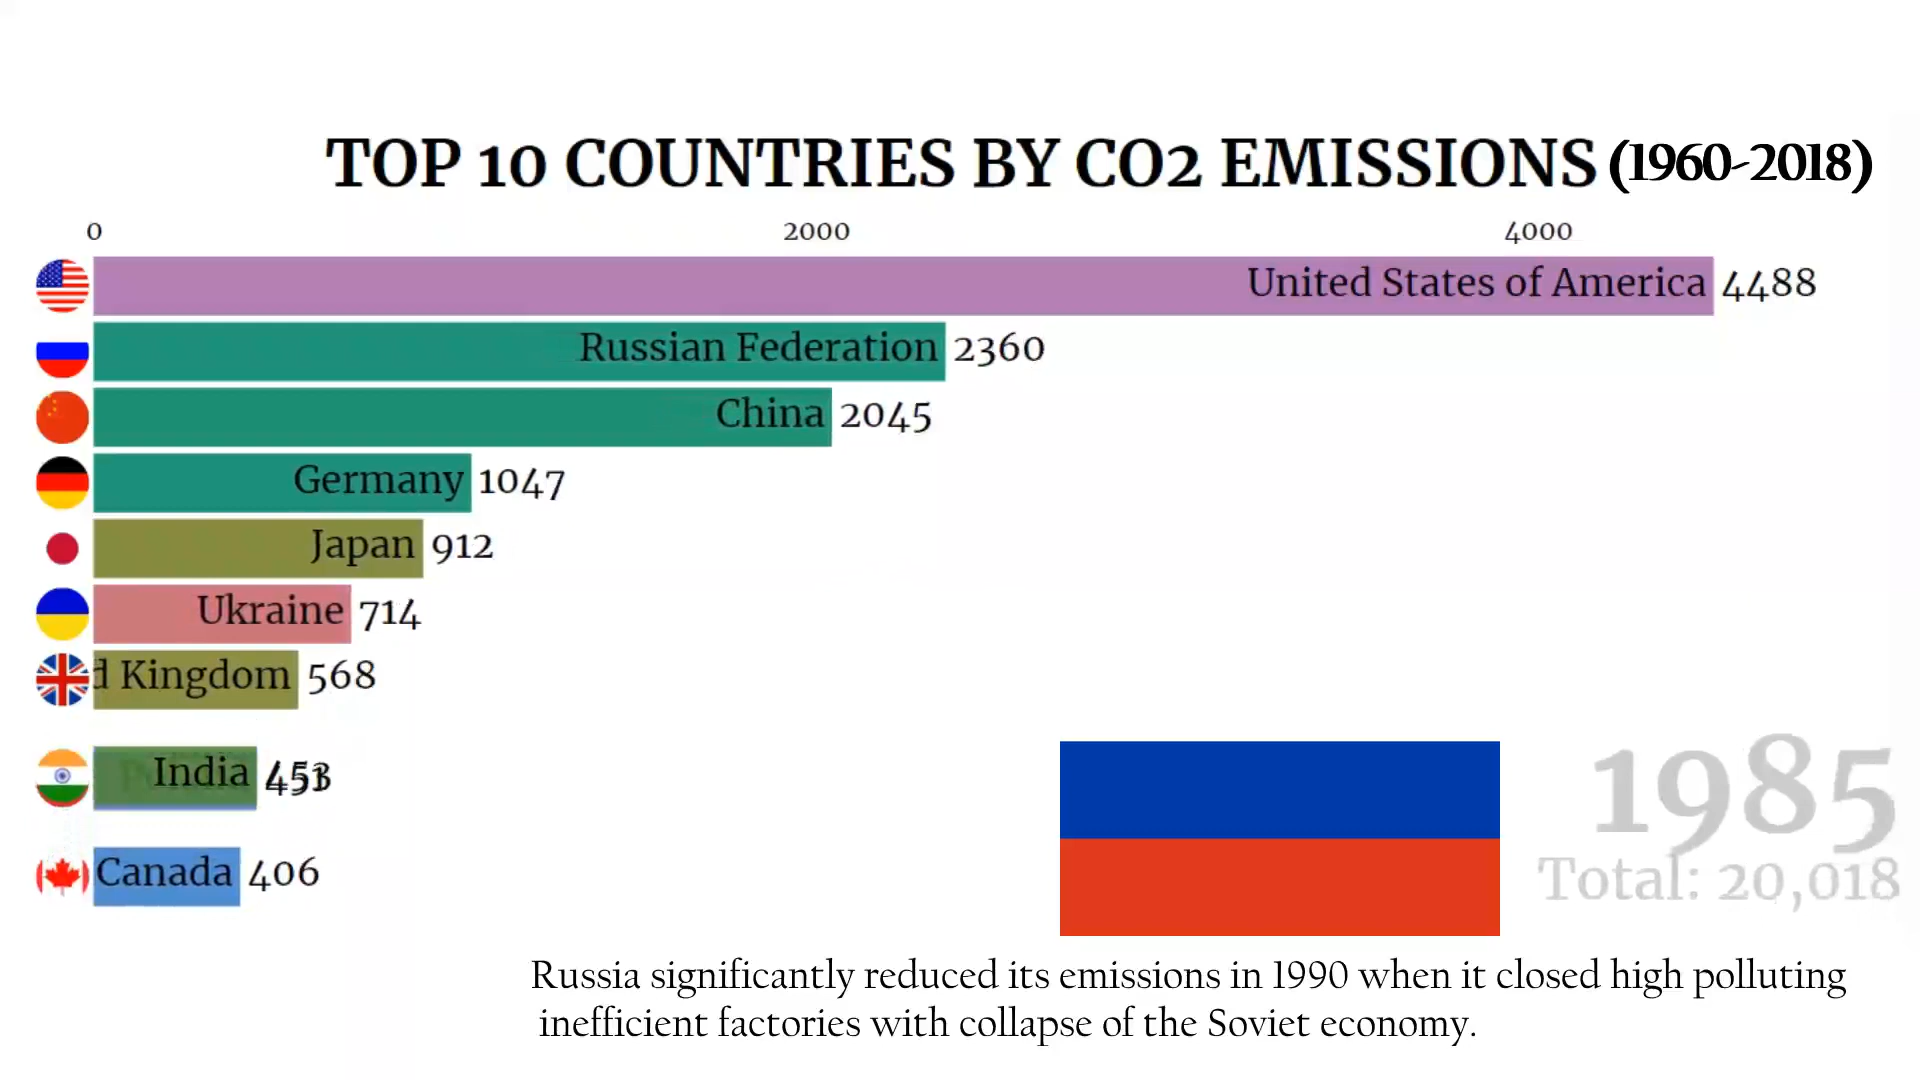 TOP 10 COUNTRIES BY CO2 EMISSIONS (1960-2018)
0 2000 4000
United States of America 4488
Russian Federation 2360
China 2045
Germany 1047
Japan 912
Ukraine 714
d Kingdom 568
India
Canada 406
1985
Total: 20,018
Russia significantly reduced its emissions in 1990 when it closed high polluting
inefficient factories with collapse of the Soviet economy.